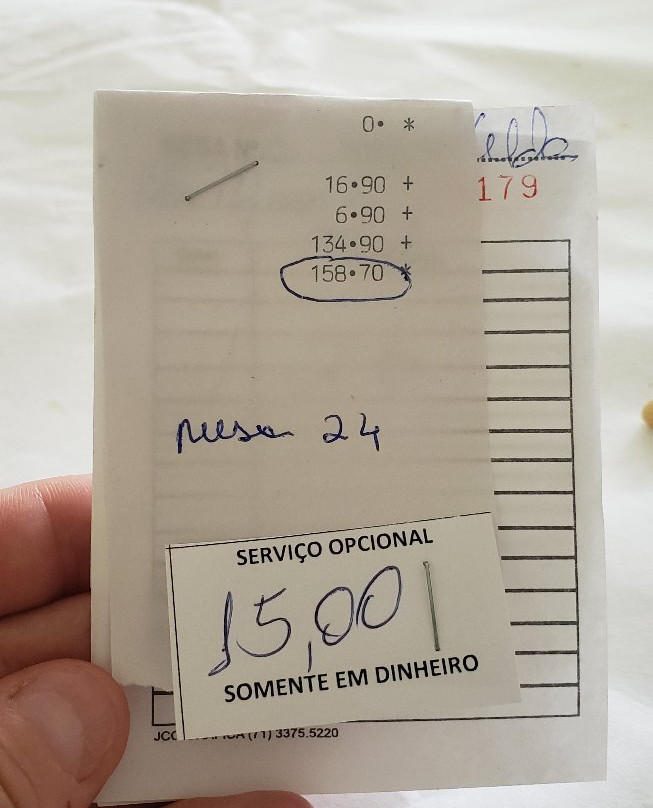 0• *
16•90 +
179
6•90 +
134•90 +
158•70 *
mesa 24
SERVIÇO OPCIONAL
15,00
SOMENTE EM DINHEIRO
(71) 3375.5220